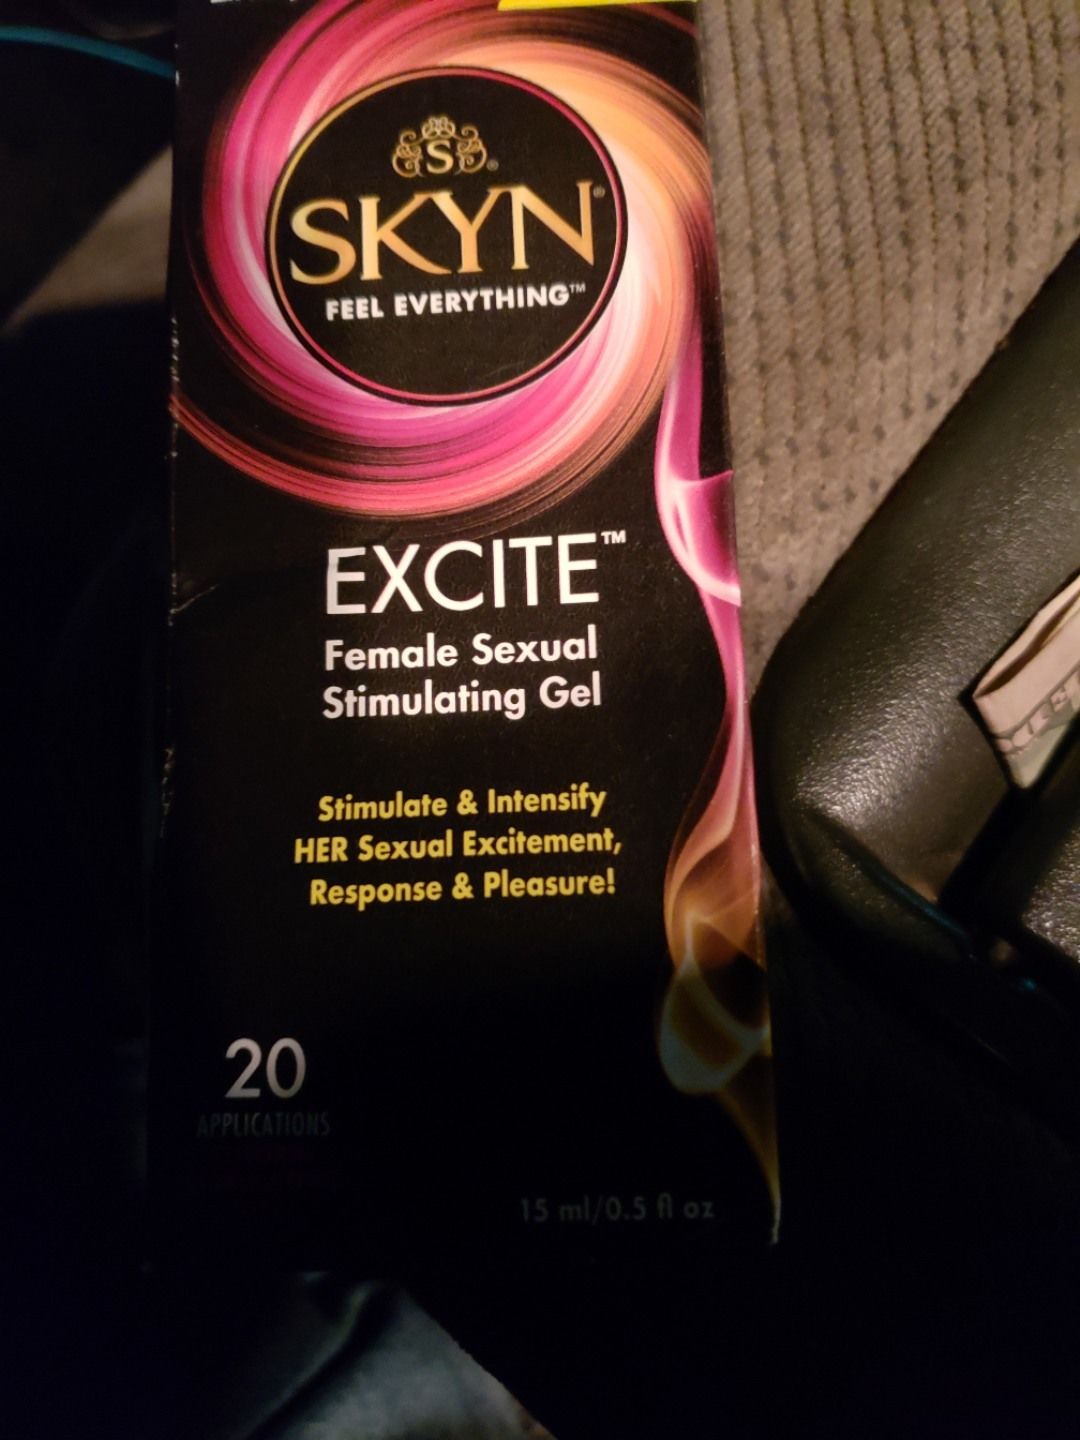 S®
SKYN®
FEEL EVERYTHING™
EXCITE™
Female Sexual
Stimulating Gel
Stimulate & Intensify
HER Sexual Excitement,
Response & Pleasure!
20
APPLICATIONS
15 ml/0.5 fl oz